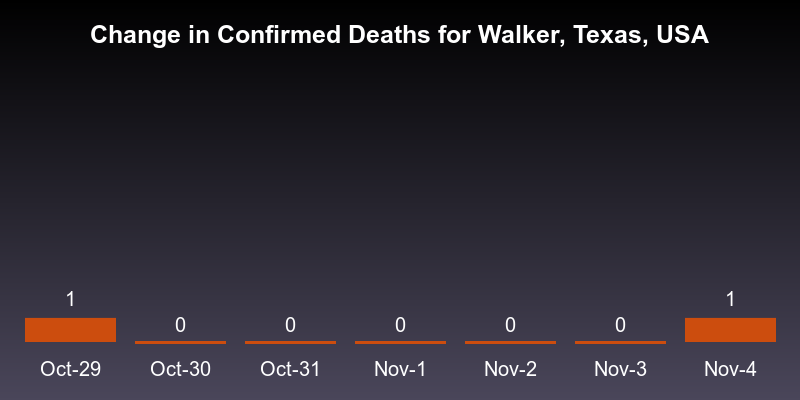 Change in Confirmed Deaths for Walker, Texas, USA
1 0 0 0 0 0 1
Oct-29 Oct-30 Oct-31 Nov-1 Nov-2 Nov-3 Nov-4